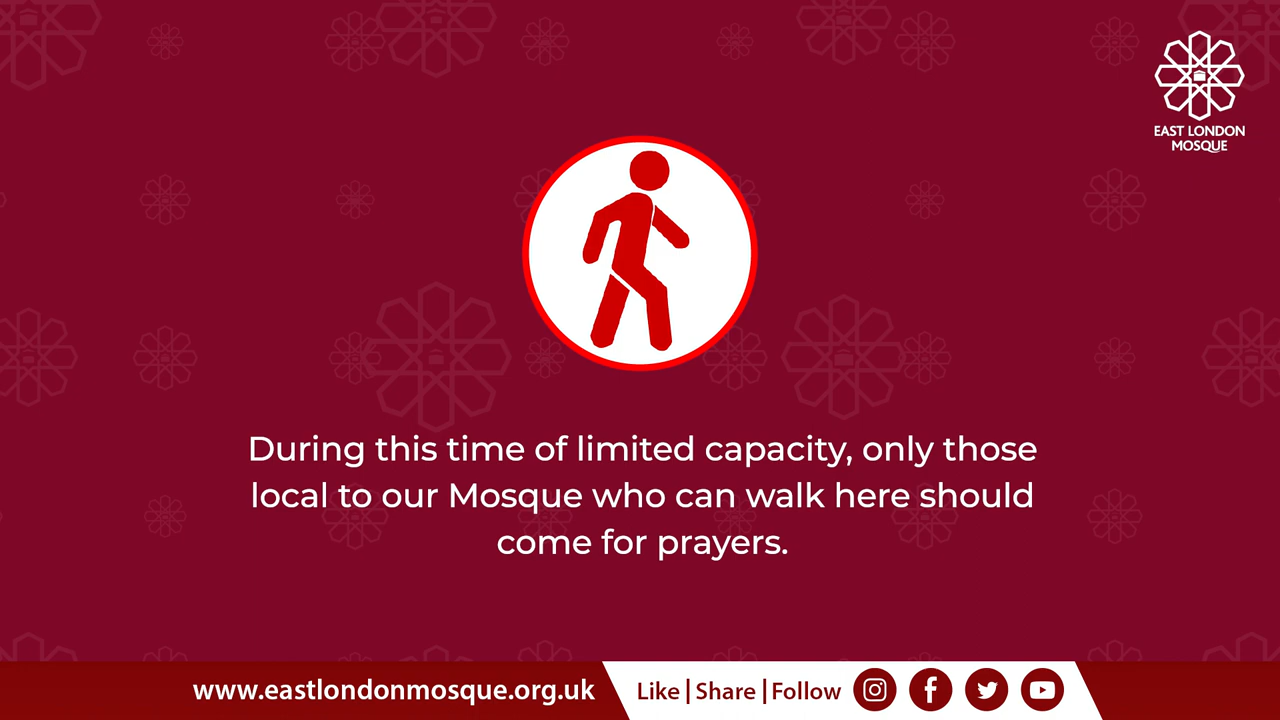 EAST LONDON
MOSQUE
During this time of limited capacity, only those
local to our Mosque who can walk here should
come for prayers.
www.eastlondonmosque.org.uk
Like | Share | Follow